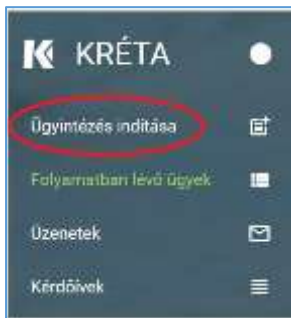 KRÉTA
Ügyintézés indítása
Folyamatban lévő ügyek
Üzenetek
Kérdőívek